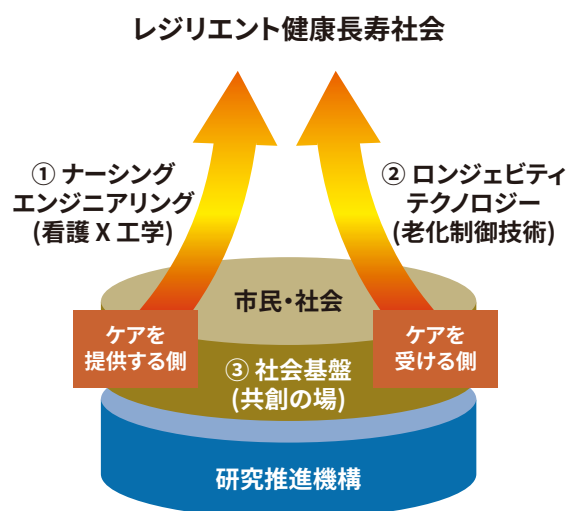 レジリエント健康長寿社会
① ナーシング
エンジニアリング
(看護 X 工学)
② ロンジェビティ
テクノロジー
(老化制御技術)
市民・社会
ケアを
提供する側
ケアを
受ける側
③ 社会基盤
(共創の場)
研究推進機構